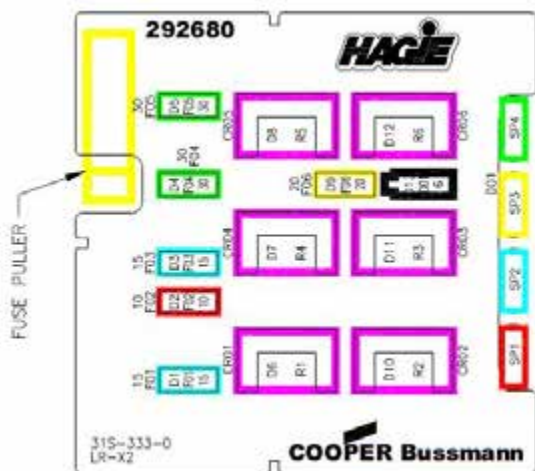 292680
HAGIE
30
F05
D5
F05
30
CR05
D8
R5
D12
R6
CR06
SP4
30
F04
D4
F04
30
20
F06
D9
F06
20
D01
SP3
FUSE PULLER
15
F03
D3
F03
15
CR04
D7
R4
D11
R3
CR03
SP2
10
F02
D2
F02
10
15
F01
D1
F01
15
CR01
D6
R1
D10
R2
CR02
SP1
31S-333-0
LR-X2
COOPER Bussmann